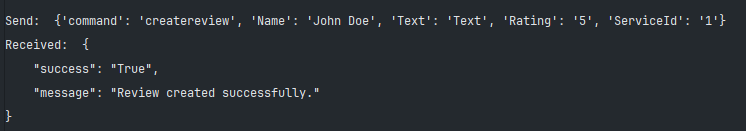 Send:  {'command': 'createreview', 'Name': 'John Doe', 'Text': 'Text', 'Rating': '5', 'ServiceId': '1'}
Received:  {
    "success": "True",
    "message": "Review created successfully."
}